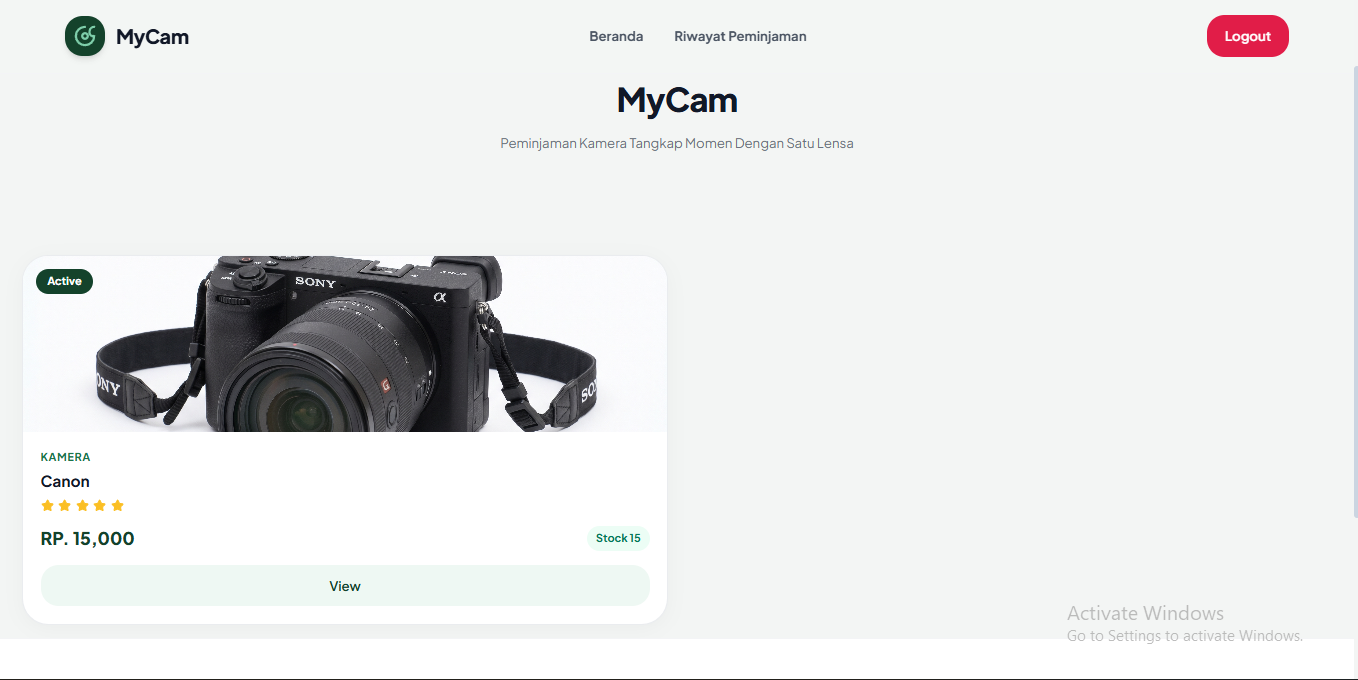 MyCam
Beranda
Riwayat Peminjaman
Logout
MyCam
Peminjaman Kamera Tangkap Momen Dengan Satu Lensa
Active
SONY
α
G
SONY
KAMERA
Canon
RP. 15,000
Stock 15
View
Activate Windows
Go to Settings to activate Windows.